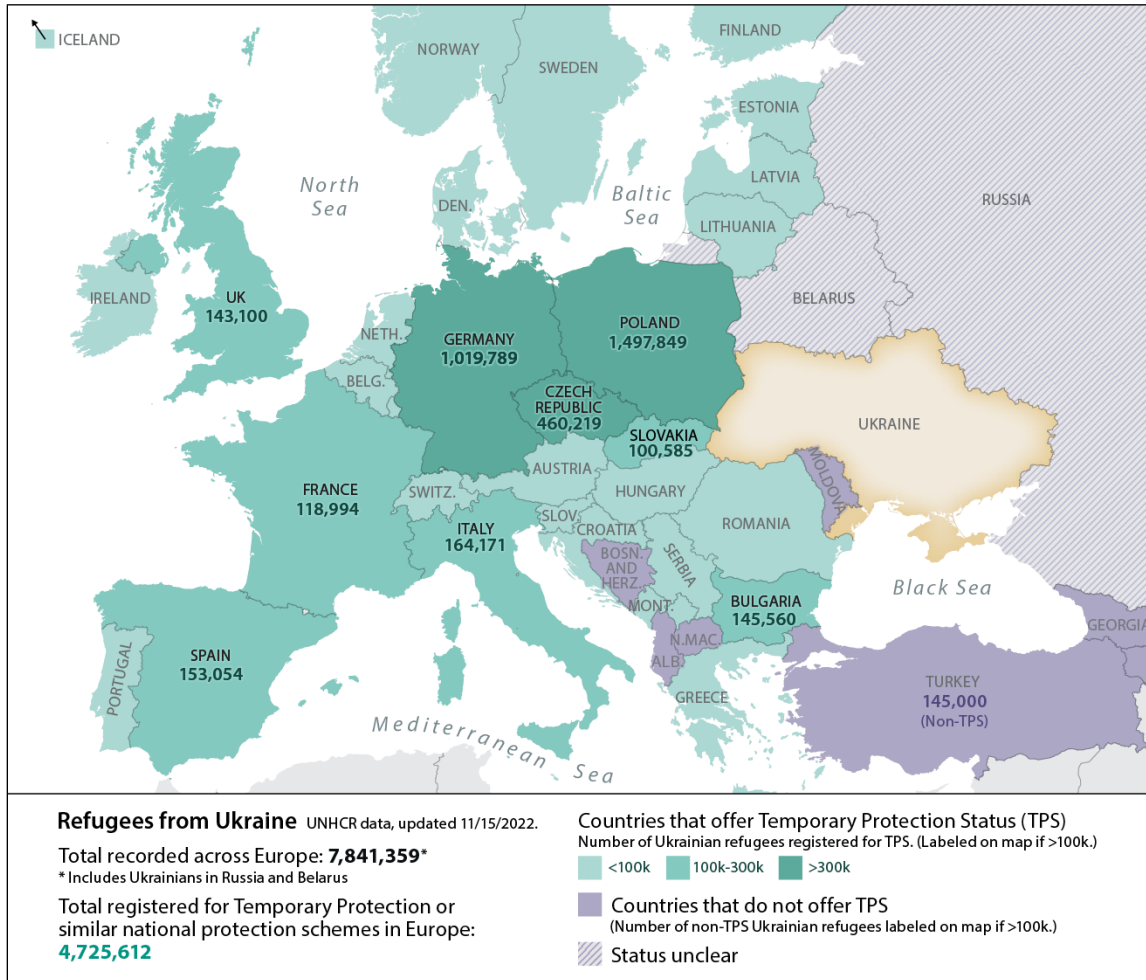 ICELAND
NORWAY
SWEDEN
FINLAND
ESTONIA
LATVIA
LITHUANIA
RUSSIA
BELARUS
North
Sea
Baltic
Sea
DEN.
IRELAND
UK
143,100
NETH.
BELG.
GERMANY
1,019,789
POLAND
1,497,849
CZECH
REPUBLIC
460,219
SLOVAKIA
100,585
UKRAINE
MOLDOVA
FRANCE
118,994
SWITZ.
AUSTRIA
HUNGARY
ROMANIA
ITALY
164,171
SLOV.
CROATIA
BOSN.
AND
HERZ.
SERBIA
MONT.
BULGARIA
145,560
Black Sea
GEORGIA
N.MAC.
ALB.
GREECE
TURKEY
145,000
(Non-TPS)
PORTUGAL
SPAIN
153,054
Mediterranean Sea
Refugees from Ukraine UNHCR data, updated 11/15/2022.
Total recorded across Europe: 7,841,359*
* Includes Ukrainians in Russia and Belarus
Total registered for Temporary Protection or
similar national protection schemes in Europe:
4,725,612
Countries that offer Temporary Protection Status (TPS)
Number of Ukrainian refugees registered for TPS. (Labeled on map if >100k.)
<100k 100k-300k >300k
Countries that do not offer TPS
(Number of non-TPS Ukrainian refugees labeled on map if >100k.)
Status unclear